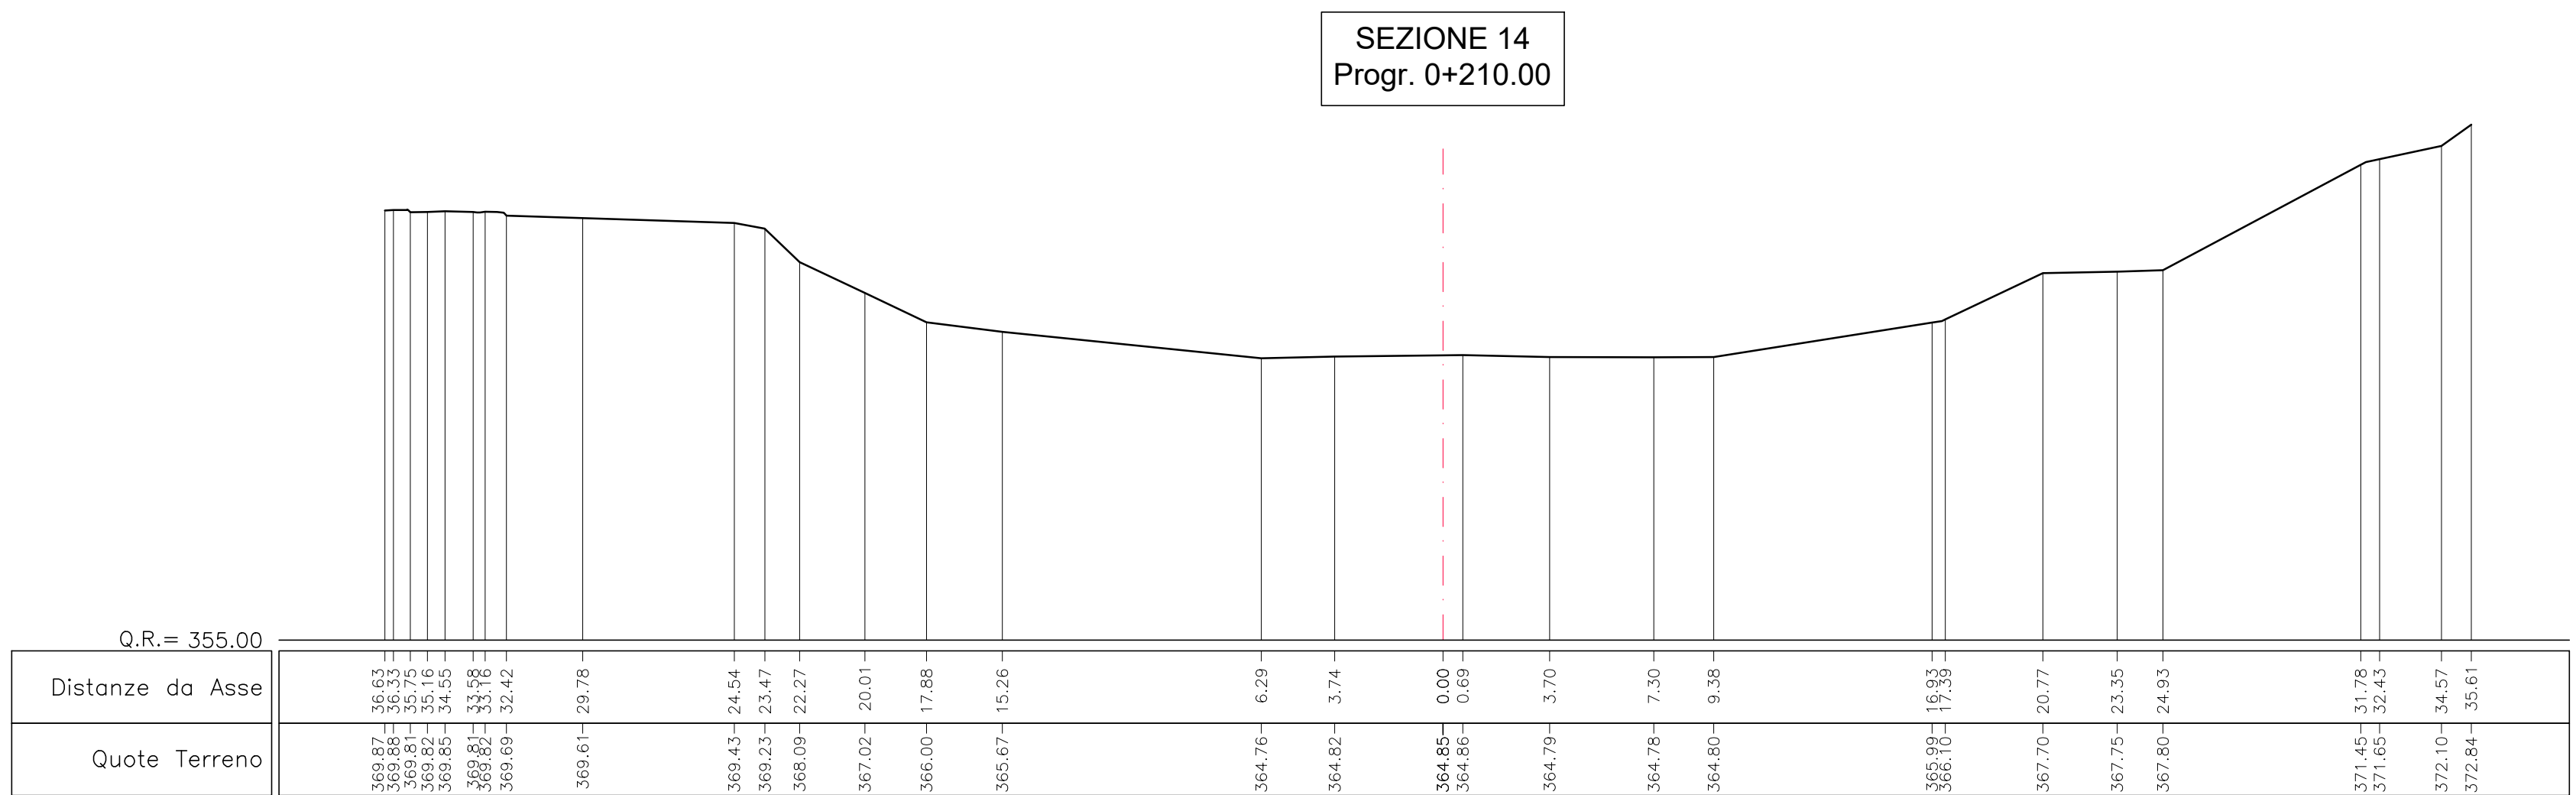 SEZIONE 14
Progr. 0+210.00
Q.R.= 355.00
Distanze da Asse 36.63 36.33 35.75 35.16 34.55 33.58 33.16 32.42 29.78 24.54 23.47 22.27 20.01 17.88 15.26 6.29 3.74 0.00 0.69 3.70 7.30 9.38 16.93 17.39 20.77 23.35 24.93 31.78 32.43 34.57 35.61
Quote Terreno 369.87 369.88 369.81 369.82 369.85 369.81 369.82 369.69 369.61 369.43 369.23 368.09 367.02 366.00 365.67 364.76 364.82 364.85 364.86 364.79 364.78 364.80 365.99 366.10 367.70 367.75 367.80 371.45 371.65 372.10 372.84